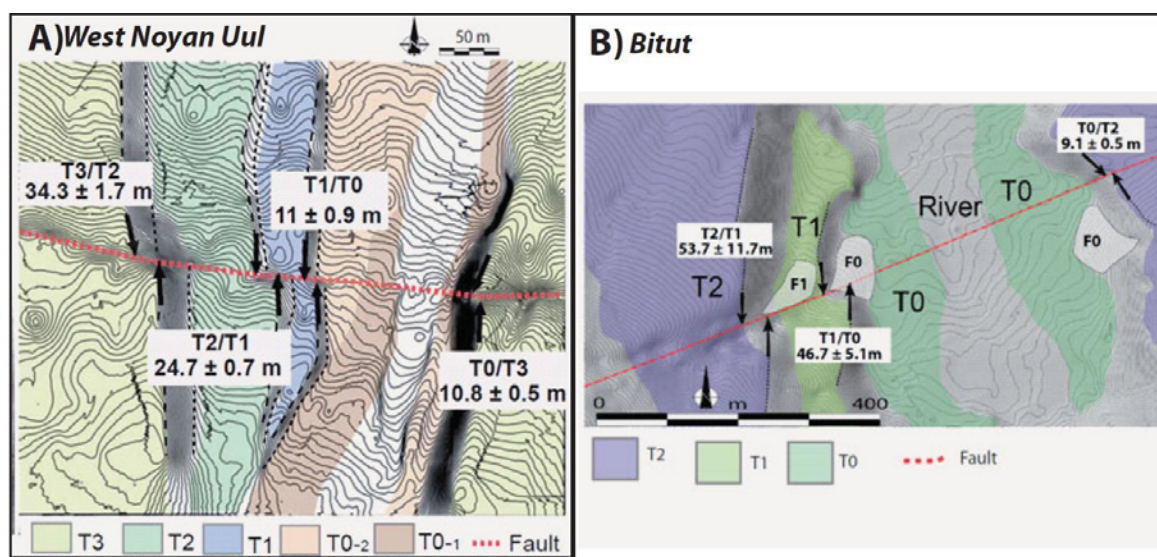 A) West Noyan Uul
50 m
T3/T2
34.3 ± 1.7 m
T1/T0
11 ± 0.9 m
T2/T1
24.7 ± 0.7 m
T0/T3
10.8 ± 0.5 m
T3
T2
T1
T0-2
T0-1
Fault
B) Bitut
T0/T2
9.1 ± 0.5 m
T0
River
T1
F0
T2/T1
53.7 ± 11.7m
F0
T2
F1
T0
T1/T0
46.7 ± 5.1m
0
m
400
T2
T1
T0
Fault